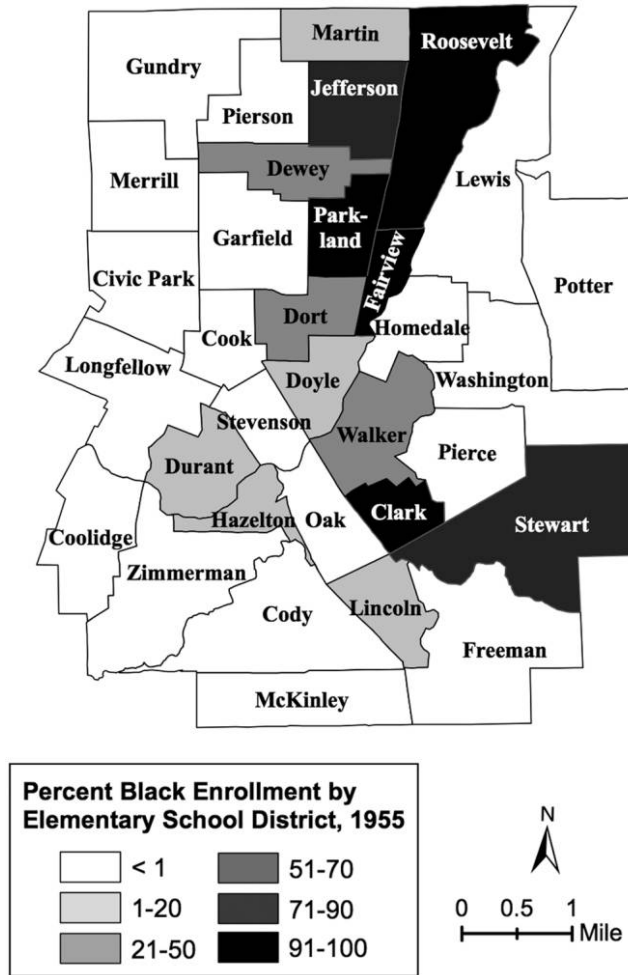 Martin
Roosevelt
Gundry
Jefferson
Pierson
Dewey
Merrill
Lewis
Park-
land
Garfield
Fairview
Civic Park
Potter
Dort
Homedale
Cook
Longfellow
Doyle
Washington
Stevenson
Walker
Durant
Pierce
Hazelton
Oak
Clark
Stewart
Coolidge
Zimmerman
Cody
Lincoln
Freeman
McKinley
Percent Black Enrollment by
Elementary School District, 1955
< 1
51-70
1-20
71-90
21-50
91-100
N
0 0.5 1
Mile